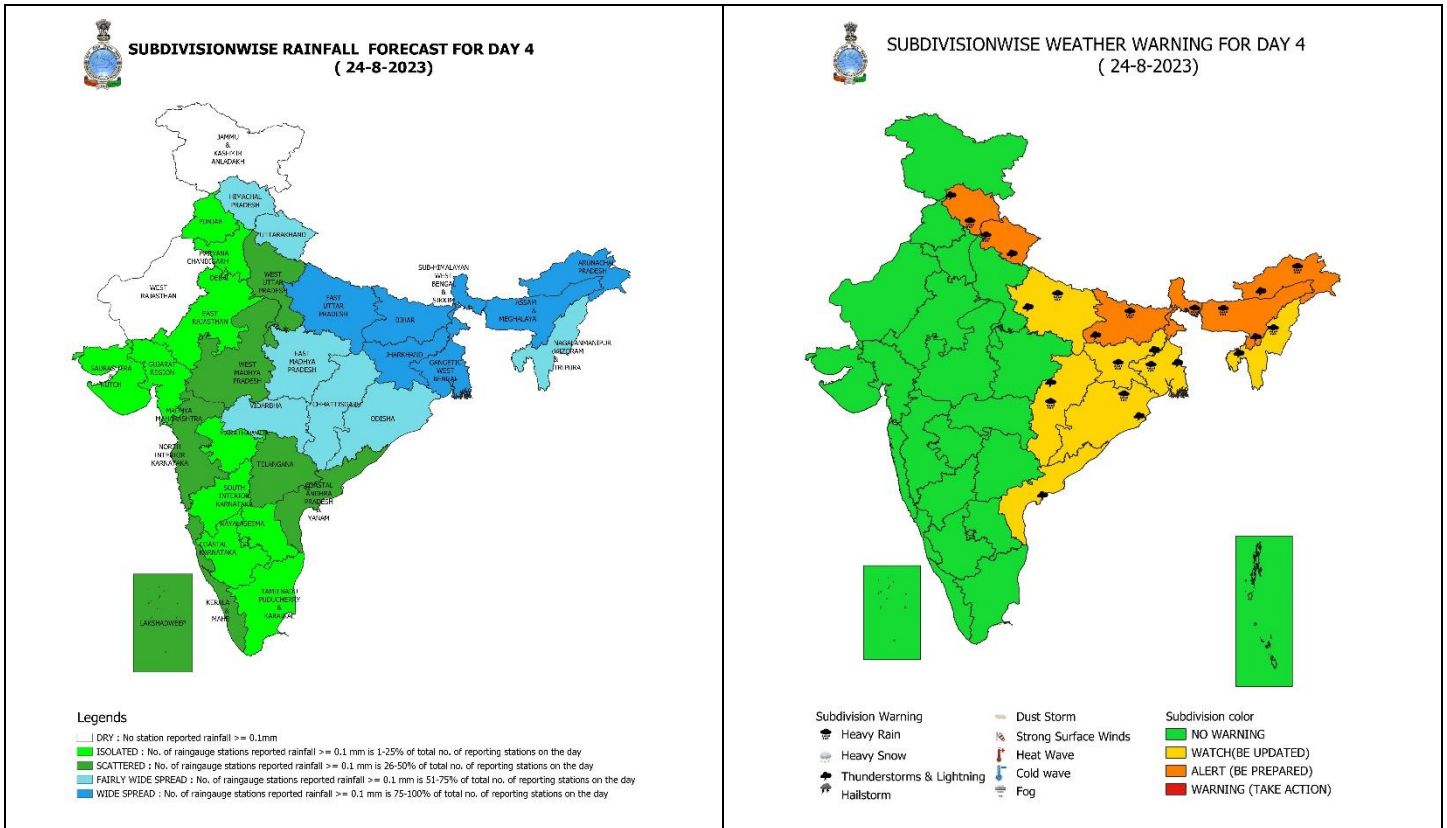 SUBDIVISIONWISE RAINFALL FORECAST FOR DAY 4
( 24-8-2023)
JAMMU
&
KASHMIR
ANLADAKH
HIMACHAL
PRADESH
PUNJAB
UTTARAKHAND
HARYANA
CHANDIGARH
&
DELHI
WEST
UTTAR
PRADESH
WEST
RAJASTHAN
EAST
RAJASTHAN
EAST
UTTAR
PRADESH
BIHAR
SUB-HIMALAYAN
WEST
BENGAL
&
SIKKIM
ARUNACHAL
PRADESH
ASSAM
&
MEGHALAYA
NAGALANMANIPUR
MIZORAM
&
TRIPURA
JHARKHAND
GANGETIC
WEST
BENGAL
EAST
MADHYA
PRADESH
WEST
MADHYA
PRADESH
SAURASHTRA
&
KUTCH
GUJARAT
REGION
VIDARBHA
CHHATTISGARH
ODISHA
MADHYA
MAHARASHTRA
MARATHAWADA
NORTH
INTERIOR
KARNATAKA
TELANGANA
COASTAL
ANDHRA
PRADESH
&
YANAM
SOUTH
INTERIOR
KARNATAKA
RAYALASEEMA
COASTAL
KARNATAKA
TAMILNADU
PUDUCHERRY
&
KARAIKAL
KERALA
&
MAHE
LAKSHADWEEP
Legends
DRY : No station reported rainfall >= 0.1mm
ISOLATED : No. of raingauge stations reported rainfall >= 0.1 mm is 1-25% of total no. of reporting stations on the day
SCATTERED : No. of raingauge stations reported rainfall >= 0.1 mm is 26-50% of total no. of reporting stations on the day
FAIRLY WIDE SPREAD : No. of raingauge stations reported rainfall >= 0.1 mm is 51-75% of total no. of reporting stations on the day
WIDE SPREAD : No. of raingauge stations reported rainfall >= 0.1 mm is 75-100% of total no. of reporting stations on the day
SUBDIVISIONWISE WEATHER WARNING FOR DAY 4
( 24-8-2023)
Subdivision Warning
Heavy Rain
Heavy Snow
Thunderstorms & Lightning
Hailstorm
Dust Storm
Strong Surface Winds
Heat Wave
Cold wave
Fog
Subdivision color
NO WARNING
WATCH(BE UPDATED)
ALERT (BE PREPARED)
WARNING (TAKE ACTION)